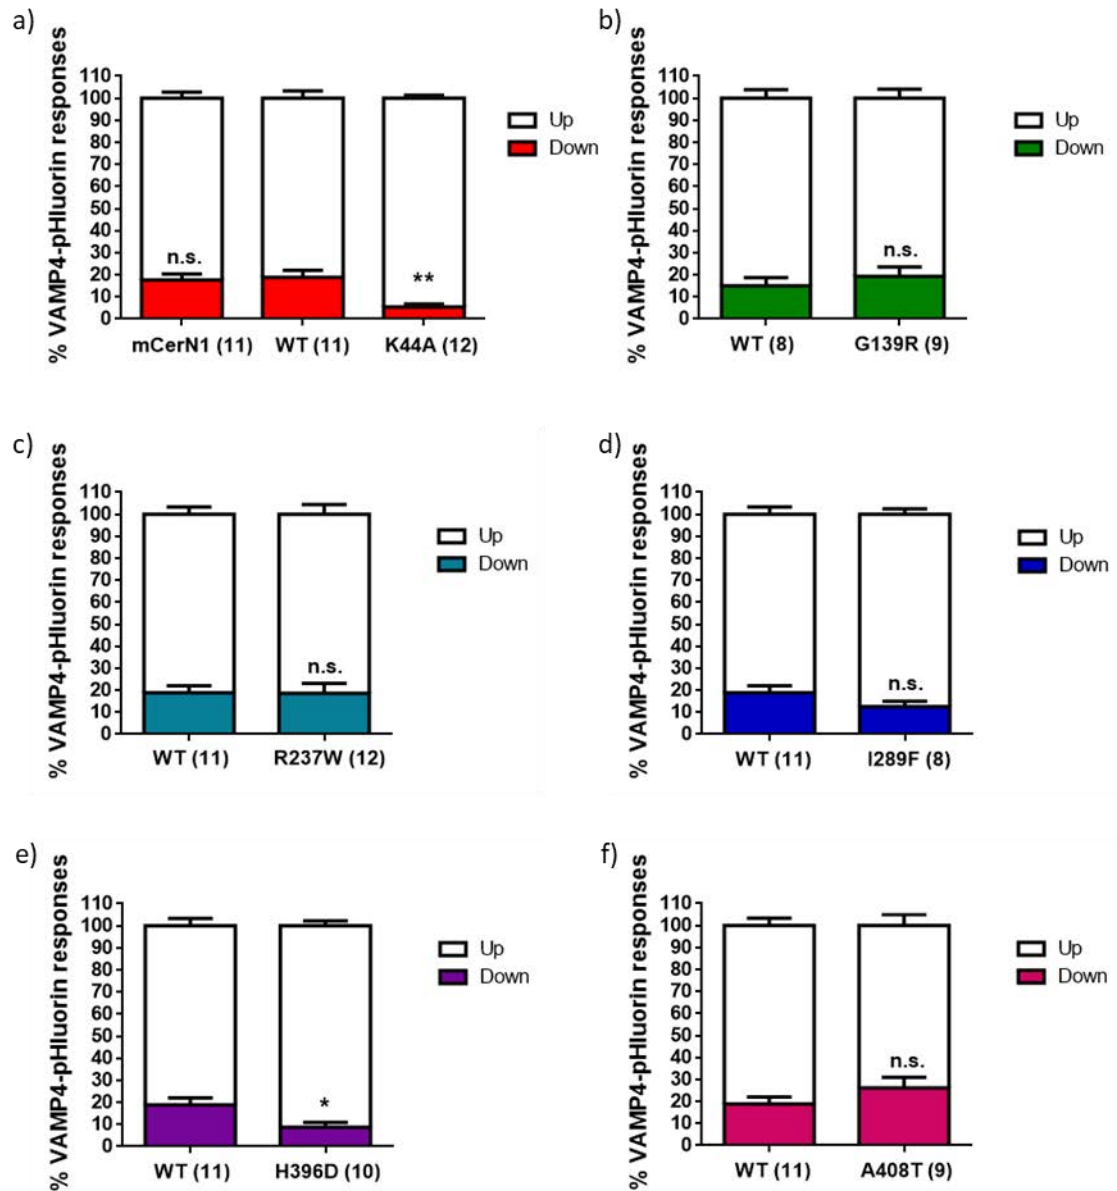 a)
% VAMP4-pHluorin responses
110
100
90
80
70
60
50
40
30
20
10
0
n.s.
**
mCerN1 (11) WT (11) K44A (12)
Up
Down
b)
% VAMP4-pHluorin responses
110
100
90
80
70
60
50
40
30
20
10
0
n.s.
WT (8) G139R (9)
Up
Down
c)
% VAMP4-pHluorin responses
110
100
90
80
70
60
50
40
30
20
10
0
n.s.
WT (11) R237W (12)
Up
Down
d)
% VAMP4-pHluorin responses
110
100
90
80
70
60
50
40
30
20
10
0
n.s.
WT (11) I289F (8)
Up
Down
e)
% VAMP4-pHluorin responses
110
100
90
80
70
60
50
40
30
20
10
0
*
WT (11) H396D (10)
Up
Down
f)
% VAMP4-pHluorin responses
110
100
90
80
70
60
50
40
30
20
10
0
n.s.
WT (11) A408T (9)
Up
Down